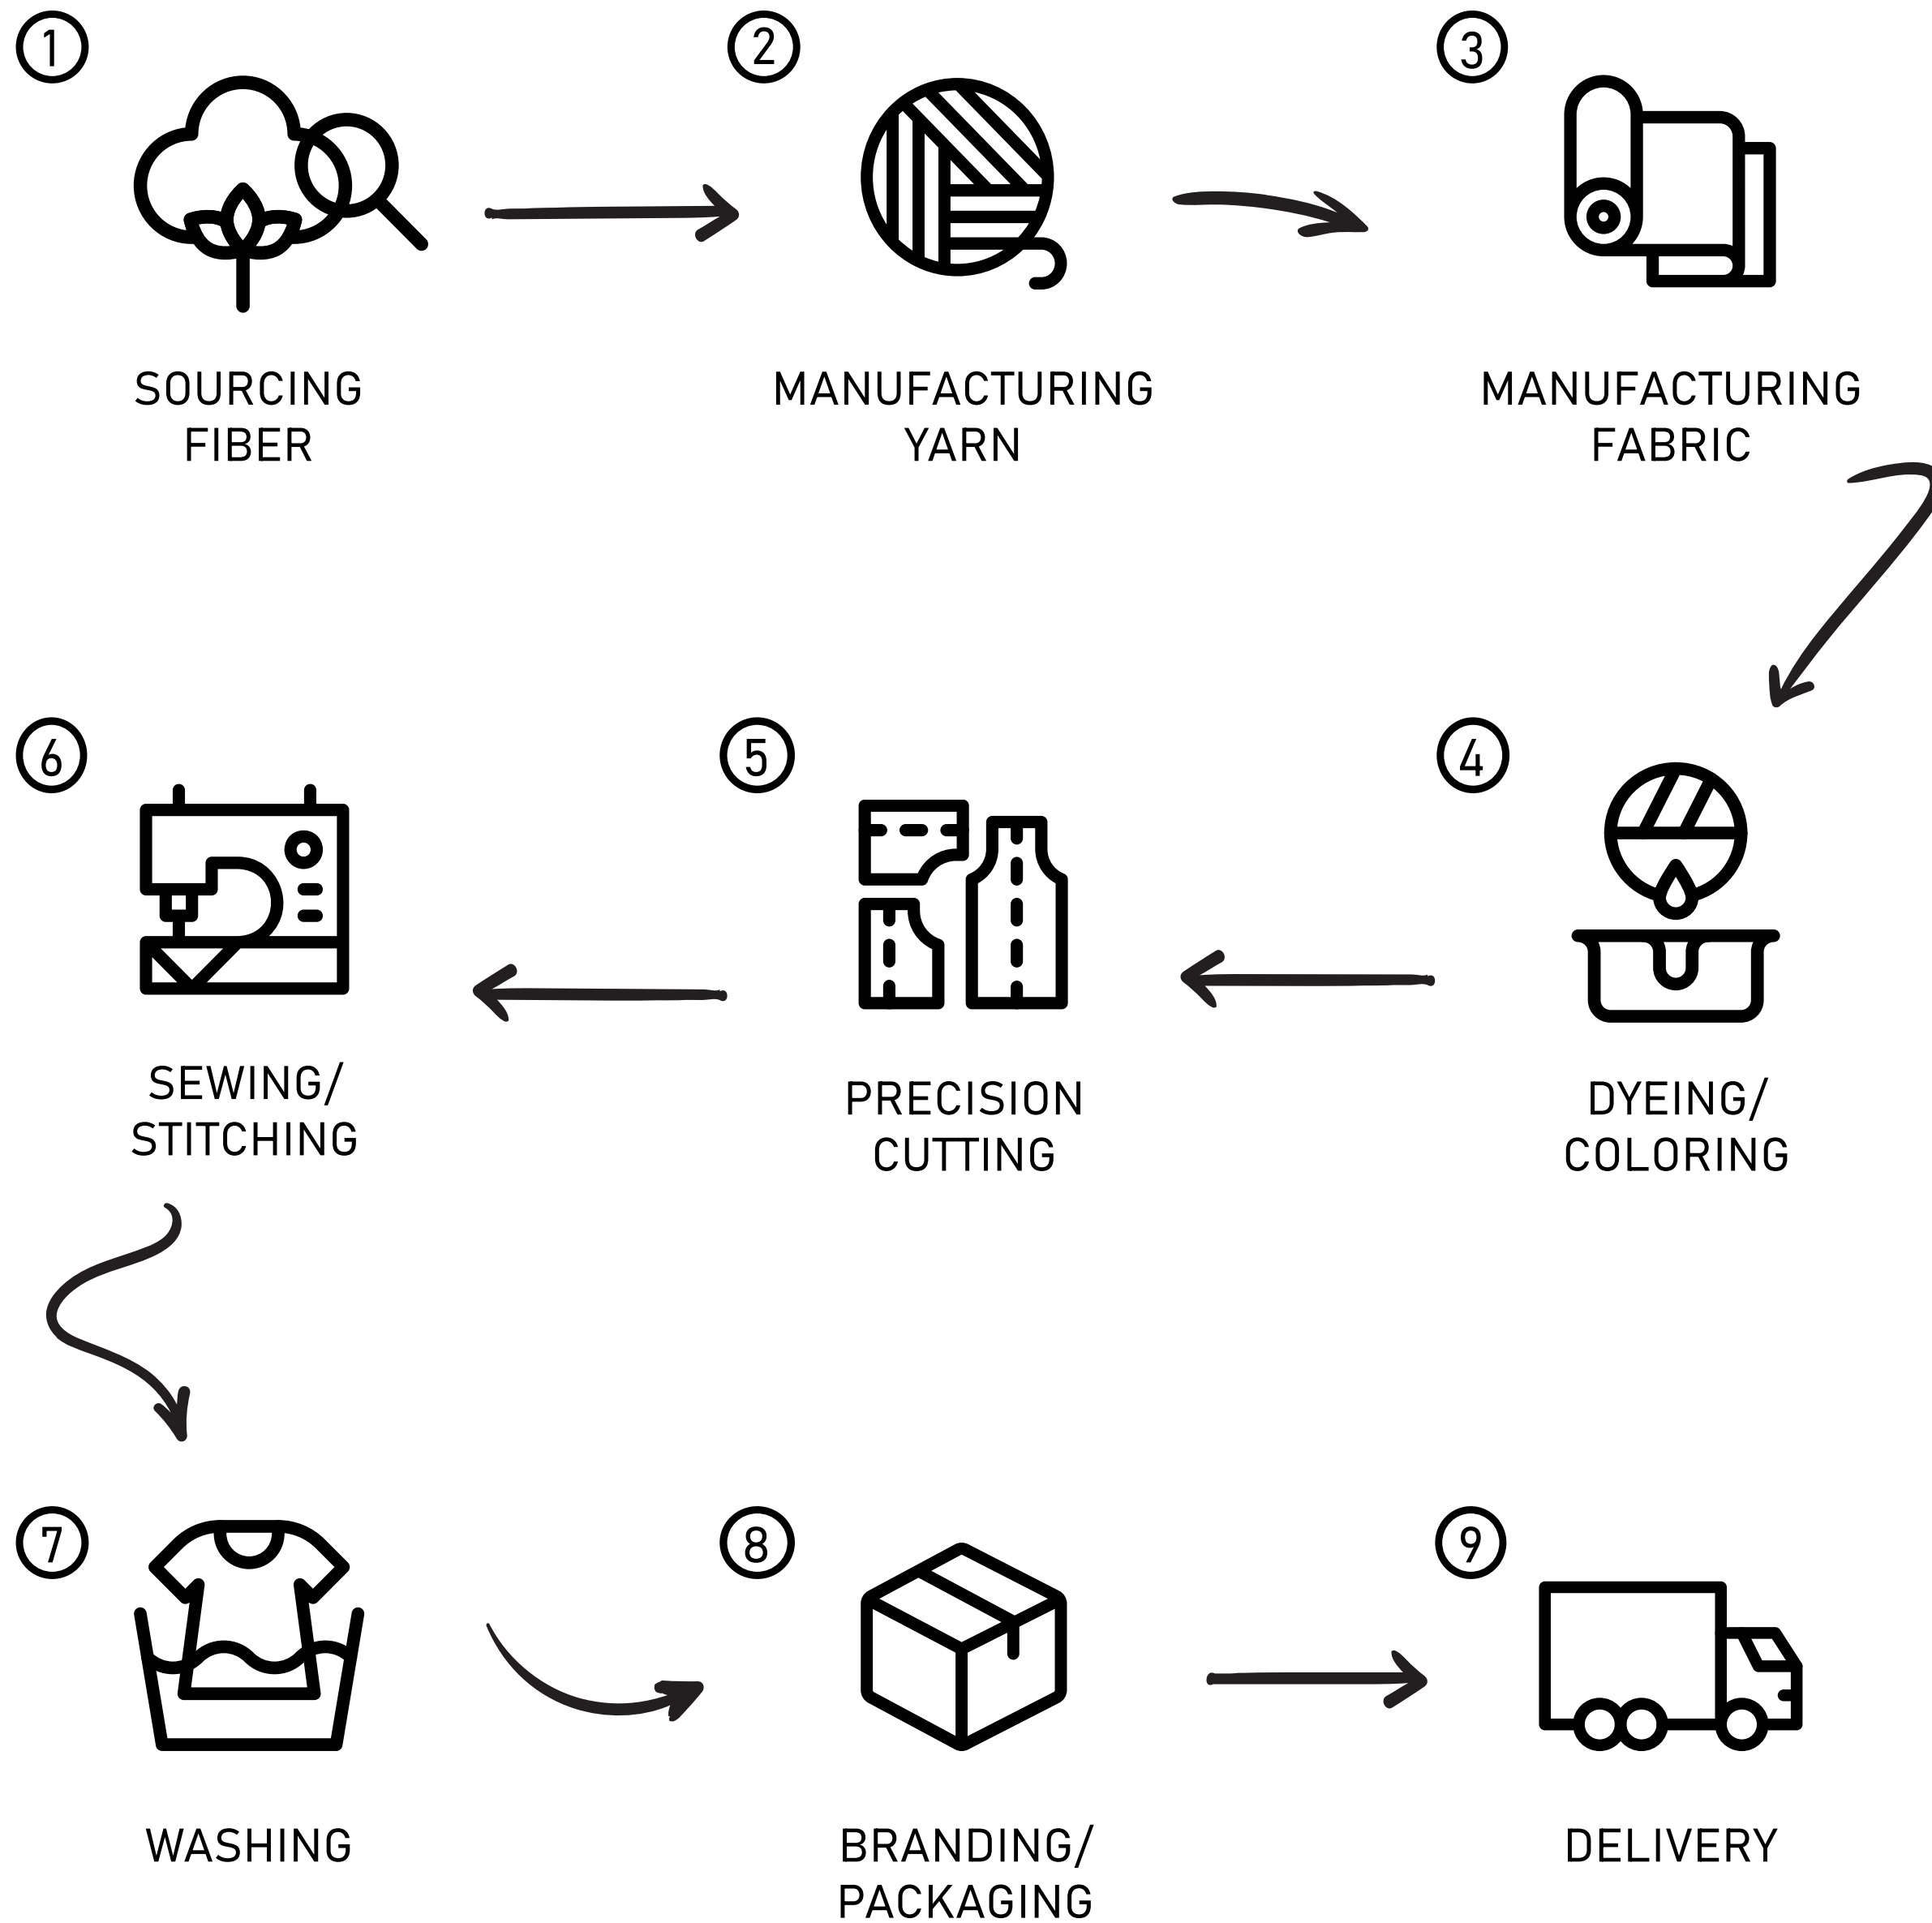 1
SOURCING
FIBER
2
MANUFACTURING
YARN
3
MANUFACTURING
FABRIC
4
DYEING/
COLORING
5
PRECISION
CUTTING
6
SEWING/
STITCHING
7
WASHING
8
BRANDING/
PACKAGING
9
DELIVERY